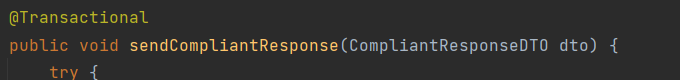 @Transactional
public void sendCompliantResponse(CompliantResponseDTO dto) {
try {